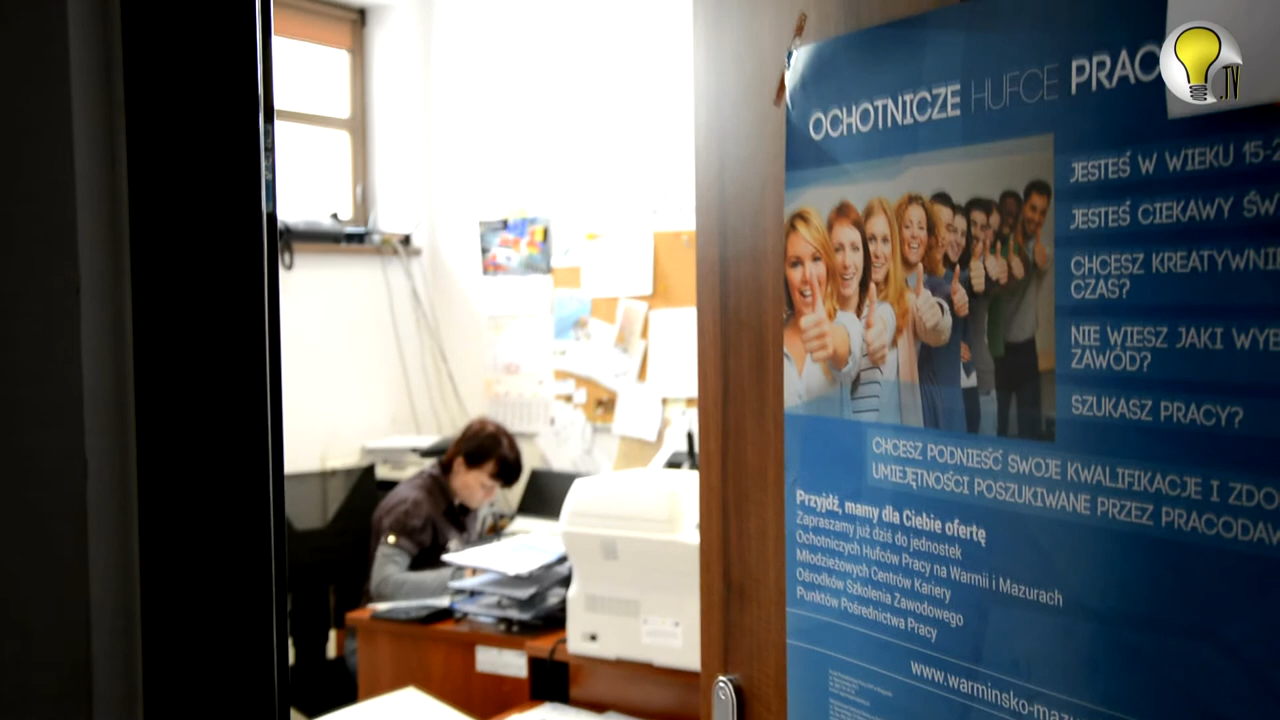 .TV
OCHOTNICZE HUFCE PRAC
JESTEŚ W WIEKU 15-2
JESTEŚ CIEKAWY ŚW
CHCESZ KREATYWNIE
CZAS?
NIE WIESZ JAKI WYB
ZAWÓD?
SZUKASZ PRACY?
CHCESZ PODNIEŚĆ SWOJE KWALIFIKACJE I ZDO
UMIEJĘTNOŚCI POSZUKIWANE PRZEZ PRACODAW
Przyjdź, mamy dla Ciebie ofertę
Zapraszamy już dziś do jednostek
Ochotniczych Hufców Pracy na Warmii i Mazurach
Młodzieżowych Centrów Kariery
Ośrodków Szkolenia Zawodowego
Punktów Pośrednictwa Pracy
www.warminsko-mazu